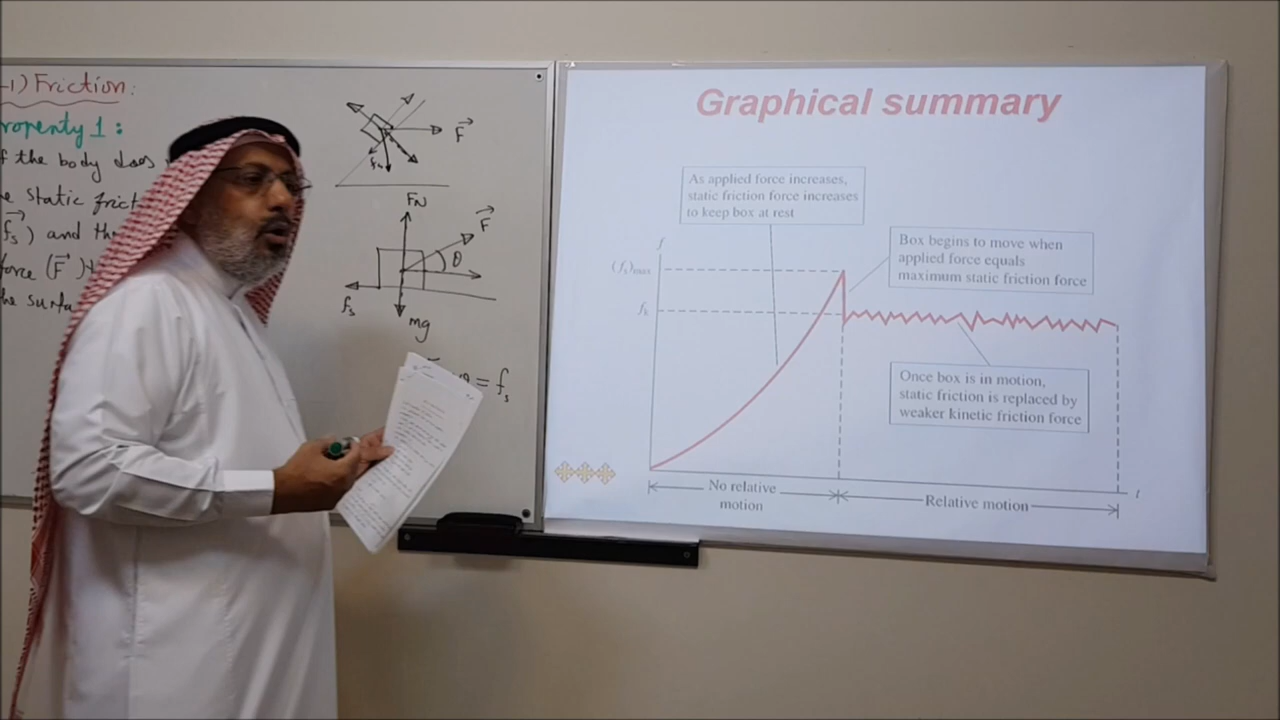 -1) Friction:
roperty 1:
f the body does
e static frict
f⃗s) and th
orce (F⃗)
he surfa
F⃗
fs
FN
F⃗
θ
fs
mg
θ = fs
Graphical summary
As applied force increases,
static friction force increases
to keep box at rest
Box begins to move when
applied force equals
maximum static friction force
f
(fs)max
fk
Once box is in motion,
static friction is replaced by
weaker kinetic friction force
t
No relative
motion
Relative motion